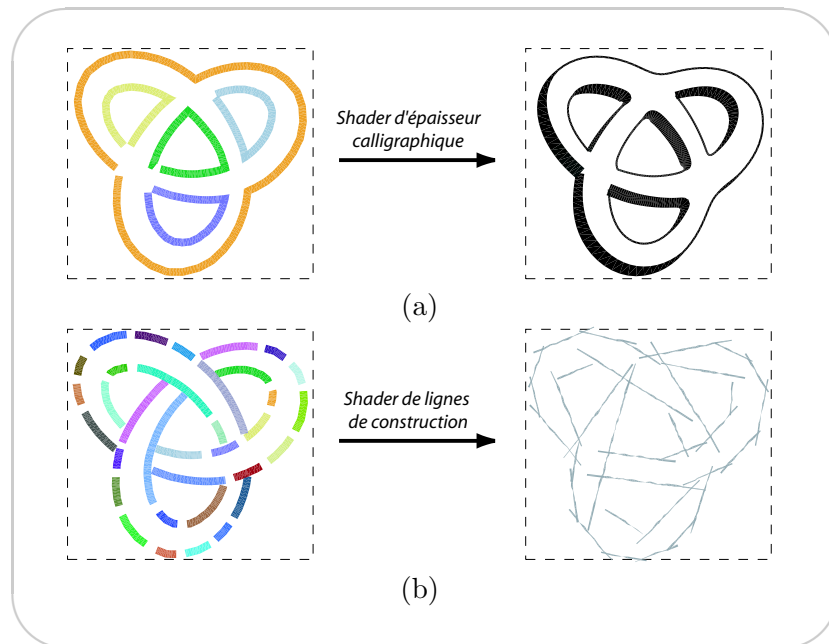 Shader d'épaisseur
calligraphique
(a)
Shader de lignes
de construction
(b)